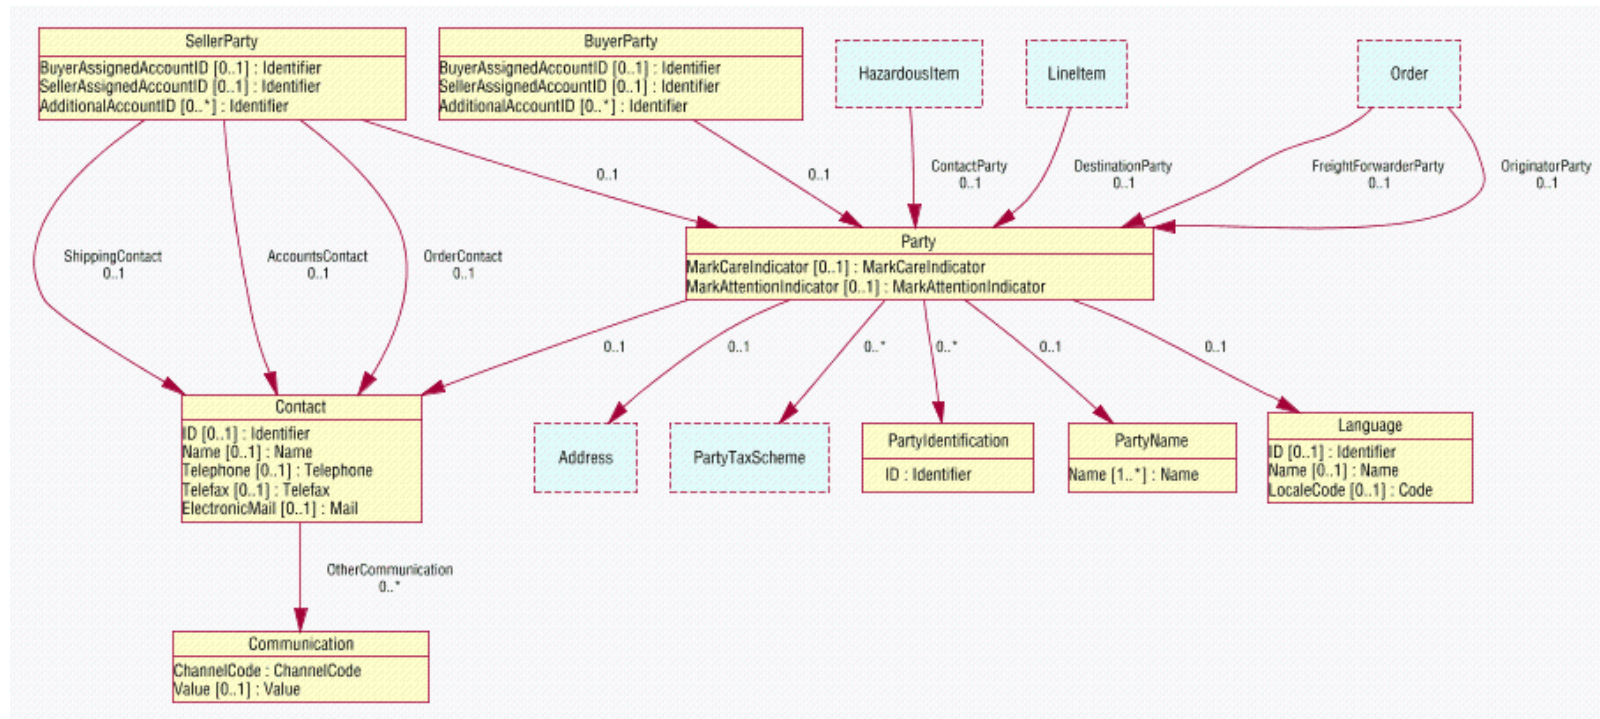 SellerParty
BuyerAssignedAccountID [0..1] : Identifier
SellerAssignedAccountID [0..1] : Identifier
AdditionalAccountID [0..*] : Identifier
BuyerParty
BuyerAssignedAccountID [0..1] : Identifier
SellerAssignedAccountID [0..1] : Identifier
AdditionalAccountID [0..*] : Identifier
HazardousItem
LineItem
Order
0..1
0..1
ContactParty
0..1
DestinationParty
0..1
FreightForwarderParty
0..1
OriginatorParty
0..1
ShippingContact
0..1
AccountsContact
0..1
OrderContact
0..1
Party
MarkCareIndicator [0..1] : MarkCareIndicator
MarkAttentionIndicator [0..1] : MarkAttentionIndicator
0..1
0..1
0..*
0..*
0..1
0..1
Contact
ID [0..1] : Identifier
Name [0..1] : Name
Telephone [0..1] : Telephone
Telefax [0..1] : Telefax
ElectronicMail [0..1] : Mail
Address
PartyTaxScheme
PartyIdentification
ID : Identifier
PartyName
Name [1..*] : Name
Language
ID [0..1] : Identifier
Name [0..1] : Name
LocaleCode [0..1] : Code
OtherCommunication
0..*
Communication
ChannelCode : ChannelCode
Value [0..1] : Value